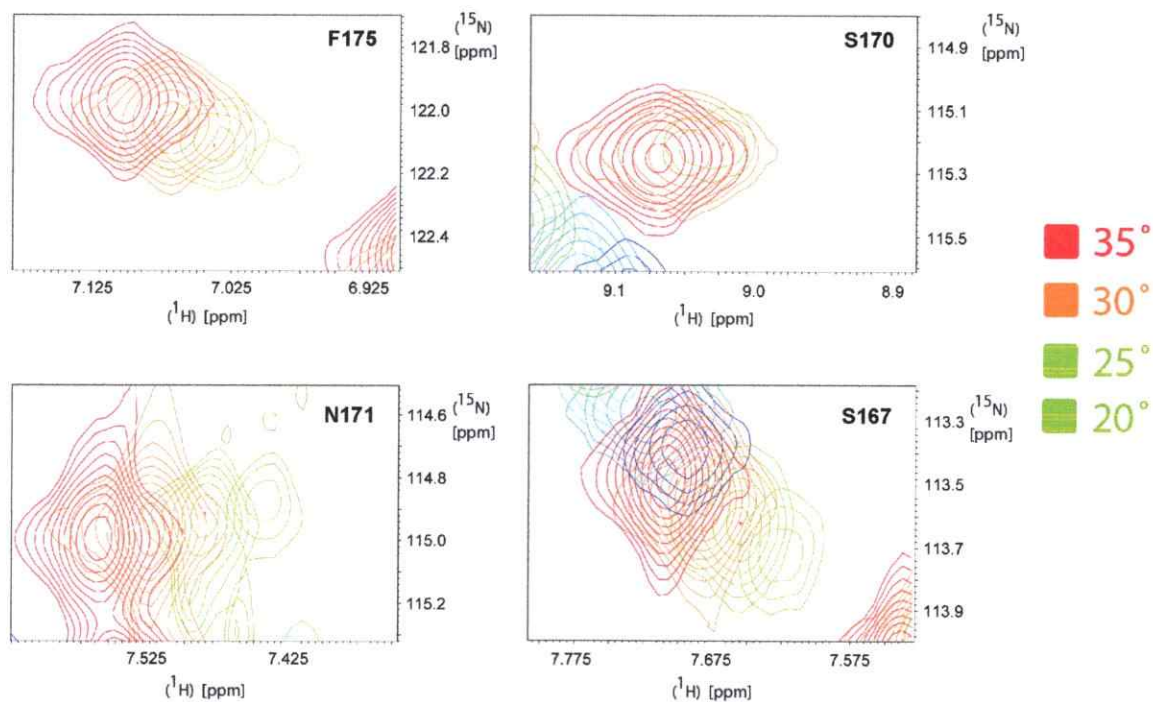 F175
(15N)
[ppm]
121.8
122.0
122.2
122.4
7.125 7.025 6.925
(1H) [ppm]
S170
(15N)
[ppm]
114.9
115.1
115.3
115.5
9.1 9.0 8.9
(1H) [ppm]
35°
30°
25°
20°
N171
(15N)
[ppm]
114.6
114.8
115.0
115.2
7.525 7.425
(1H) [ppm]
S167
(15N)
[ppm]
113.3
113.5
113.7
113.9
7.775 7.675 7.575
(1H) [ppm]